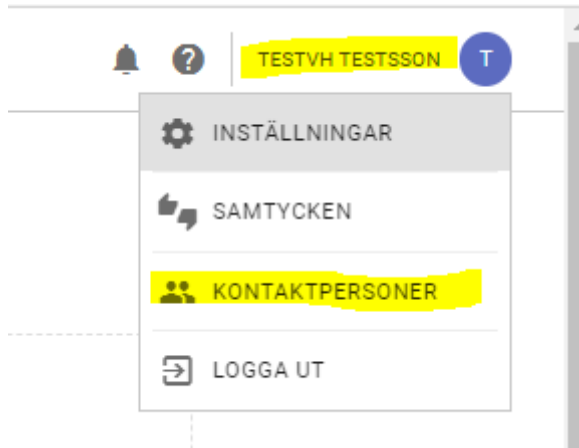 TESTVH TESTSSON T
INSTÄLLNINGAR
SAMTYCKEN
KONTAKTPERSONER
LOGGA UT